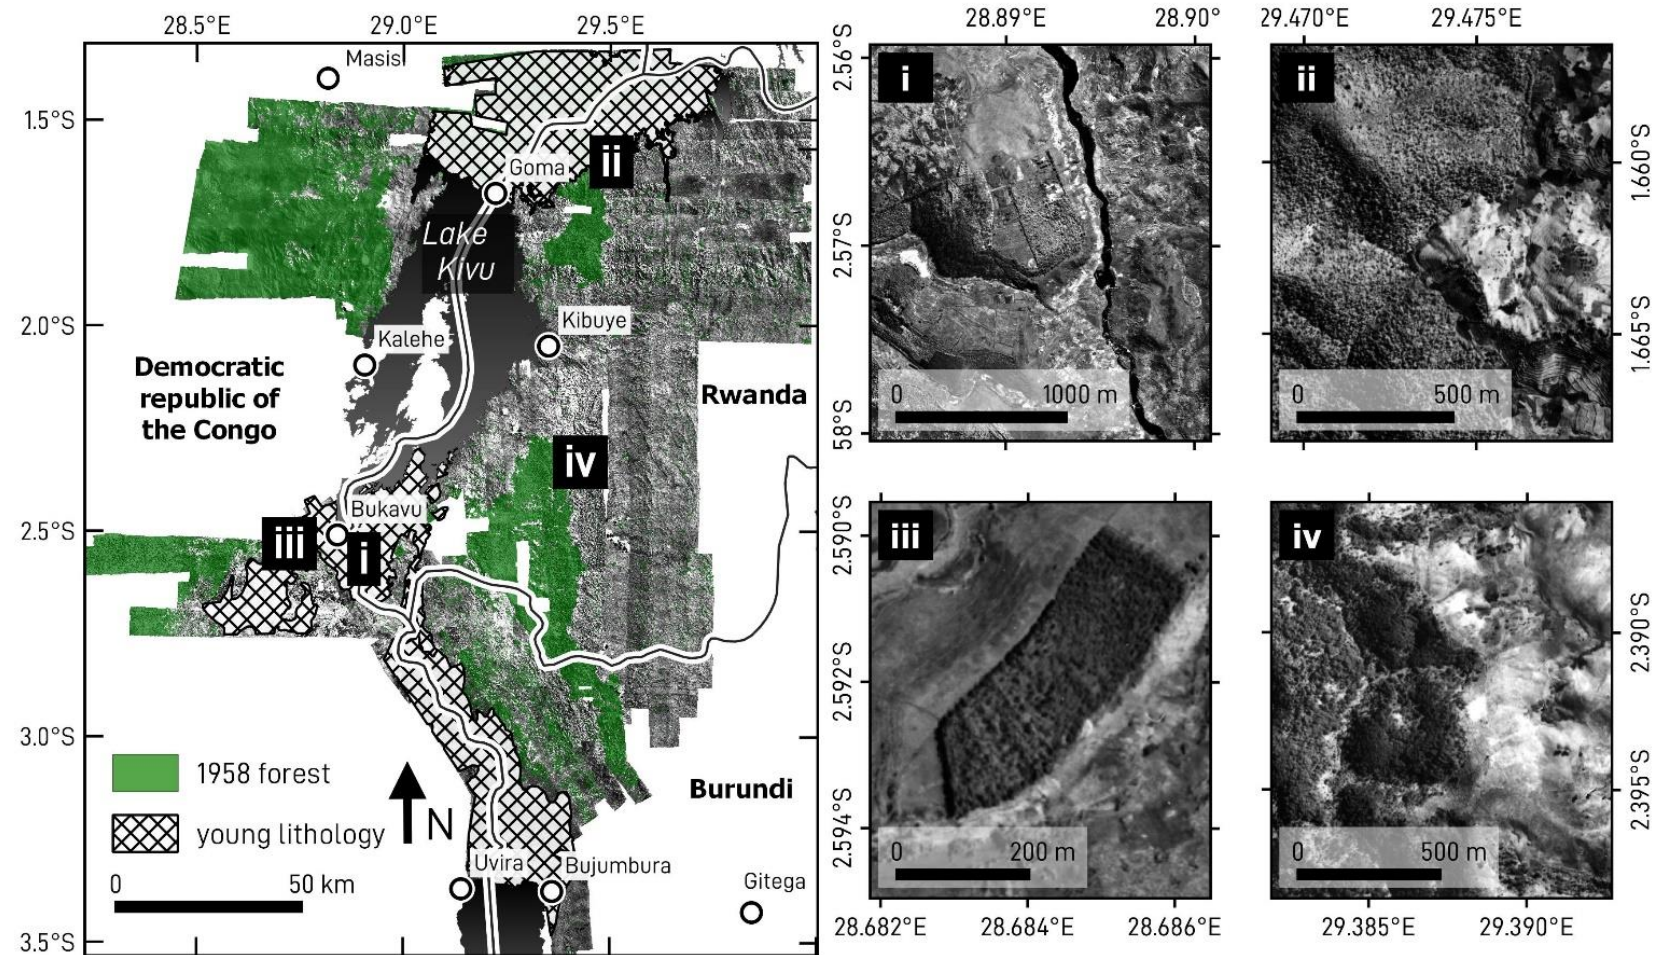 28.5°E 29.0°E 29.5°E
Masisi
1.5°S
Goma
ii
Lake
Kivu
2.0°S
Kalehe
Kibuye
Democratic
republic of
the Congo
Rwanda
iv
Bukavu
2.5°S
iii
i
3.0°S
1958 forest
young lithology
N
Burundi
0 50 km
Uvira
Bujumbura
Gitega
3.5°S
28.89°E 28.90°
2.56°S
i
2.57°S
0 1000 m
58°S
29.470°E 29.475°E
ii
1.660°S
1.665°S
0 500 m
2.590°S
iii
2.592°S
2.594°S
0 200 m
28.682°E 28.684°E 28.686°E
iv
2.390°S
2.395°S
0 500 m
29.385°E 29.390°E